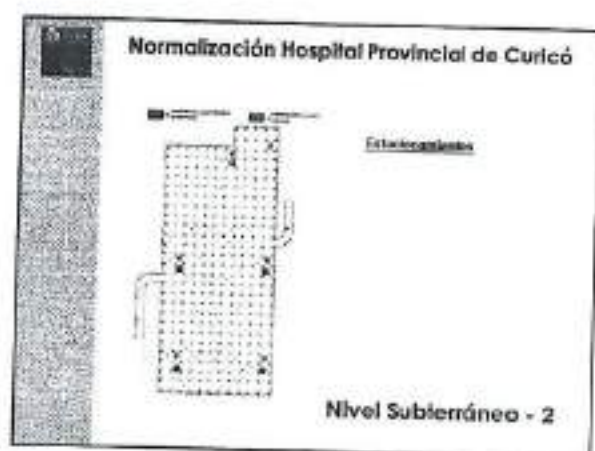 Normalización Hospital Provincial de Curicó
Estacionamientos
Nivel Subterráneo - 2